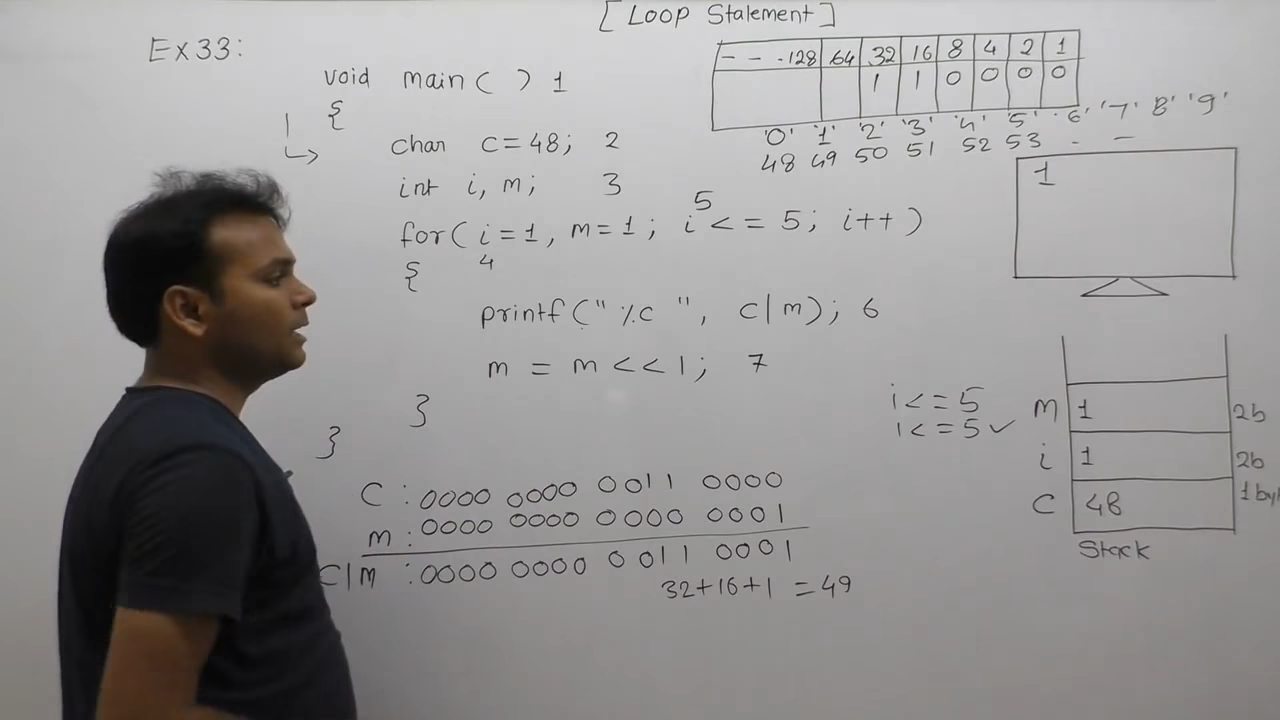 [Loop Statement]
Ex33:
void main( ) 1
{
char c=48; 2
int i, m; 3
for( i=1, m=1; i<=5; i++)
4
5
{
printf("%c ", c|m); 6
m = m<<1; 7
}
}
C : 0000 0000 0011 0000
m : 0000 0000 0000 0001
C|M : 0000 0000 0011 0001
32+16+1 = 49
- - - 128 64 32 16 8 4 2 1
1 1 0 0 0 0
'0' '1' '2' '3' '4' '5' '6' '7' 8' '9'
48 49 50 51 52 53 - -
1
i<=5
1<=5 ✓
M 1 2b
i 1 2b
C 48 1 by
Stack